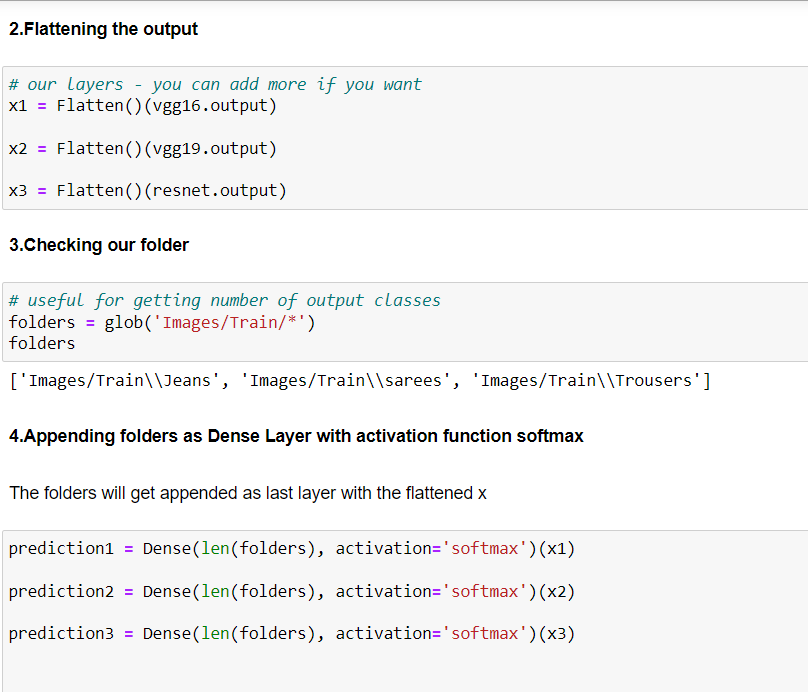 2.Flattening the output
# our layers - you can add more if you want
x1 = Flatten()(vgg16.output)
x2 = Flatten()(vgg19.output)
x3 = Flatten()(resnet.output)
3.Checking our folder
# useful for getting number of output classes
folders = glob('Images/Train/*')
folders
['Images/Train\\Jeans', 'Images/Train\\sarees', 'Images/Train\\Trousers']
4.Appending folders as Dense Layer with activation function softmax
The folders will get appended as last layer with the flattened x
prediction1 = Dense(len(folders), activation='softmax')(x1)
prediction2 = Dense(len(folders), activation='softmax')(x2)
prediction3 = Dense(len(folders), activation='softmax')(x3)